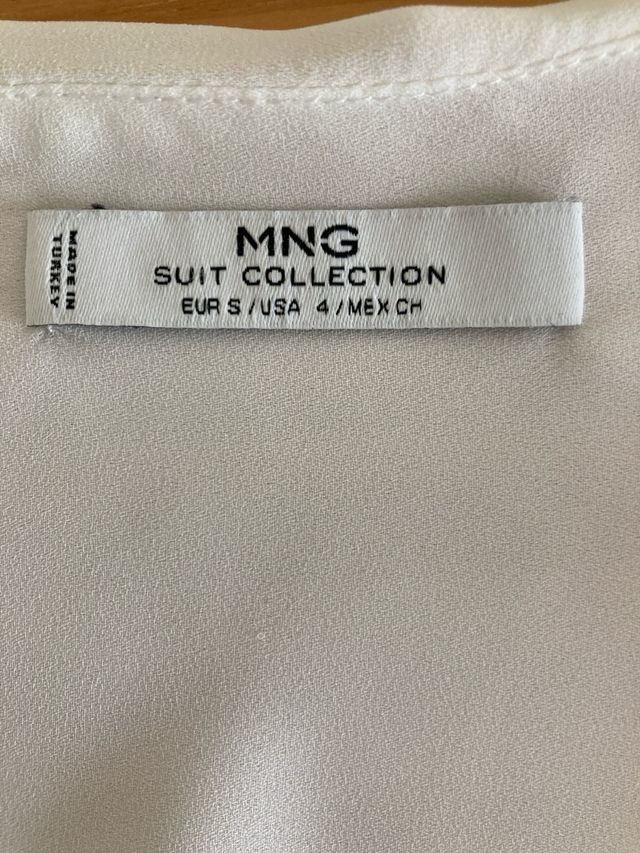 MNG
SUIT COLLECTION
EUR S / USA 4 / MEX CH
MADE IN
TURKEY